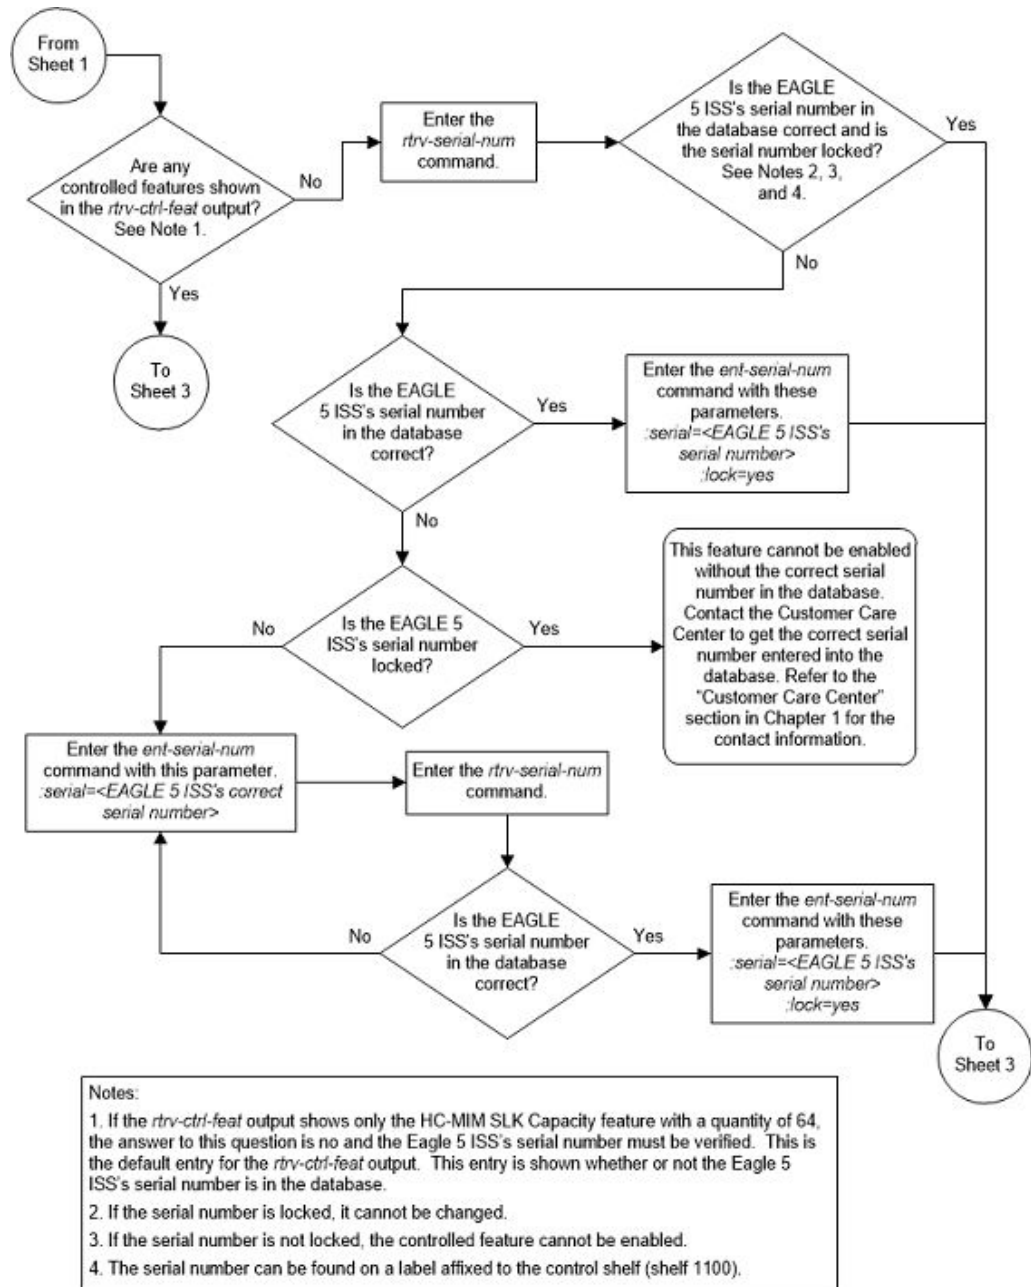 From
Sheet 1
Are any
controlled features shown
in the rtrv-ctrl-feat output?
See Note 1.
No
Yes
To
Sheet 3
Enter the
rtrv-serial-num
command.
Is the EAGLE
5 ISS's serial number in
the database correct and is
the serial number locked?
See Notes 2, 3,
and 4.
Yes
No
Is the EAGLE
5 ISS's serial number
in the database
correct?
Yes
No
Enter the ent-serial-num
command with these
parameters.
:serial=<EAGLE 5 ISS's
serial number>
:lock=yes
Is the EAGLE 5
ISS's serial number
locked?
No
Yes
This feature cannot be enabled
without the correct serial
number in the database.
Contact the Customer Care
Center to get the correct serial
number entered into the
database. Refer to the
"Customer Care Center"
section in Chapter 1 for the
contact information.
Enter the ent-serial-num
command with this parameter.
:serial=<EAGLE 5 ISS's correct
serial number>
Enter the rtrv-serial-num
command.
Is the EAGLE
5 ISS's serial number
in the database
correct?
No
Yes
Enter the ent-serial-num
command with these
parameters.
:serial=<EAGLE 5 ISS's
serial number>
:lock=yes
To
Sheet 3
Notes:
1. If the rtrv-ctrl-feat output shows only the HC-MIM SLK Capacity feature with a quantity of 64,
the answer to this question is no and the Eagle 5 ISS's serial number must be verified. This is
the default entry for the rtrv-ctrl-feat output. This entry is shown whether or not the Eagle 5
ISS's serial number is in the database.
2. If the serial number is locked, it cannot be changed.
3. If the serial number is not locked, the controlled feature cannot be enabled.
4. The serial number can be found on a label affixed to the control shelf (shelf 1100).